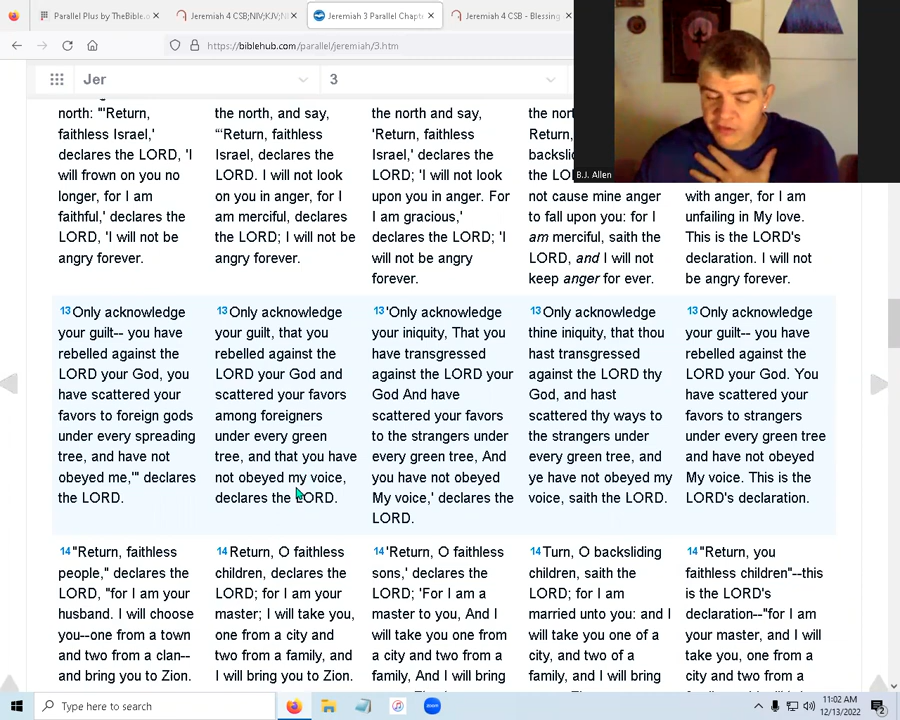 Parallel Plus by TheBible.o
Jeremiah 4 CSB;NIV;KJV;N
Jeremiah 3 Parallel Chapte
Jeremiah 4 CSB - Blessing
https://biblehub.com/parallel/jeremiah/3.htm
Jer
3
B.J. Allen
north: "'Return,
faithless Israel,'
declares the LORD, 'I
will frown on you no
longer, for I am
faithful,' declares the
LORD, 'I will not be
angry forever.
the north, and say,
"'Return, faithless
Israel, declares the
LORD. I will not look
on you in anger, for I
am merciful, declares
the LORD; I will not be
angry forever.
the north and say,
'Return, faithless
Israel,' declares the
LORD; 'I will not look
upon you in anger. For
I am gracious,'
declares the LORD; 'I
will not be angry
forever.
the nort
Return,
backsli
the LO
not cause mine anger
to fall upon you: for I
am merciful, saith the
LORD, and I will not
keep anger for ever.
with anger, for I am
unfailing in My love.
This is the LORD's
declaration. I will not
be angry forever.
13Only acknowledge
your guilt-- you have
rebelled against the
LORD your God, you
have scattered your
favors to foreign gods
under every spreading
tree, and have not
obeyed me,'" declares
the LORD.
13Only acknowledge
your guilt, that you
rebelled against the
LORD your God and
scattered your favors
among foreigners
under every green
tree, and that you have
not obeyed my voice,
declares the LORD.
13'Only acknowledge
your iniquity, That you
have transgressed
against the LORD your
God And have
scattered your favors
to the strangers under
every green tree, And
you have not obeyed
My voice,' declares the
LORD.
13Only acknowledge
thine iniquity, that thou
hast transgressed
against the LORD thy
God, and hast
scattered thy ways to
the strangers under
every green tree, and
ye have not obeyed my
voice, saith the LORD.
13Only acknowledge
your guilt-- you have
rebelled against the
LORD your God. You
have scattered your
favors to strangers
under every green tree
and have not obeyed
My voice. This is the
LORD's declaration.
14"Return, faithless
people," declares the
LORD, "for I am your
husband. I will choose
you--one from a town
and two from a clan--
and bring you to Zion.
14Return, O faithless
children, declares the
LORD; for I am your
master; I will take you,
one from a city and
two from a family, and
I will bring you to Zion.
14'Return, O faithless
sons,' declares the
LORD; 'For I am a
master to you, And I
will take you one from
a city and two from a
family, And I will bring
14Turn, O backsliding
children, saith the
LORD; for I am
married unto you: and I
will take you one of a
city, and two of a
family, and I will bring
14"Return, you
faithless children"--this
is the LORD's
declaration--"for I am
your master, and I will
take you, one from a
city and two from a
Type here to search
zoom
11:02 AM
12/13/2022
2